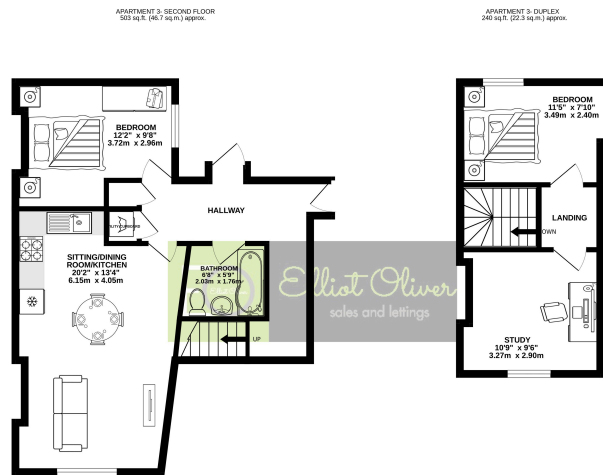 APARTMENT 3- SECOND FLOOR
503 sq.ft. (46.7 sq.m.) approx.
APARTMENT 3- DUPLEX
240 sq.ft. (22.3 sq.m.) approx.
BEDROOM
12'2" x 9'8"
3.72m x 2.96m
HALLWAY
SITTING/DINING
ROOM/KITCHEN
20'2" x 13'4"
6.15m x 4.05m
BATHROOM
6'8" x 5'9"
2.03m x 1.76m
UP
Elliot Oliver
sales and lettings
BEDROOM
11'5" x 7'10"
3.49m x 2.40m
LANDING
OWN
STUDY
10'9" x 9'6"
3.27m x 2.90m